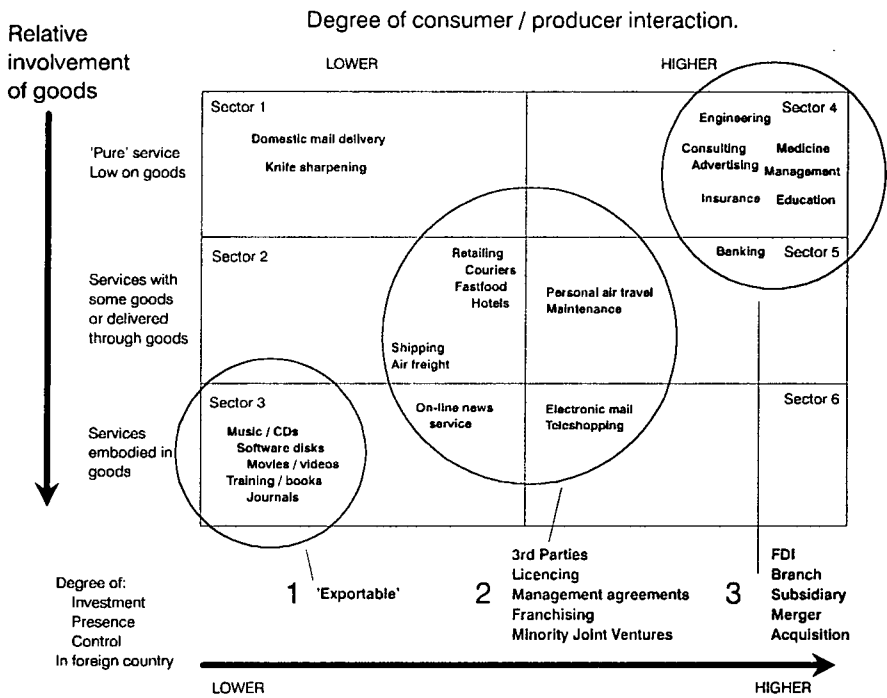 Degree of consumer / producer interaction.
Relative
involvement
of goods
LOWER
HIGHER
Sector 1
Domestic mail delivery
Knife sharpening
Sector 4
Engineering
Consulting
Medicine
Advertising
Management
Insurance
Education
'Pure' service
Low on goods
Sector 2
Retailing
Couriers
Fastfood
Hotels
Shipping
Air freight
Personal air travel
Maintenance
Banking
Sector 5
Services with
some goods
or delivered
through goods
Sector 3
Music / CDs
Software disks
Movies / videos
Training / books
Journals
On-line news
service
Electronic mail
Teleshopping
Sector 6
Services
embodied in
goods
Degree of:
Investment
Presence
Control
In foreign country
1 'Exportable'
2
3rd Parties
Licencing
Management agreements
Franchising
Minority Joint Ventures
3
FDI
Branch
Subsidiary
Merger
Acquisition
LOWER
HIGHER